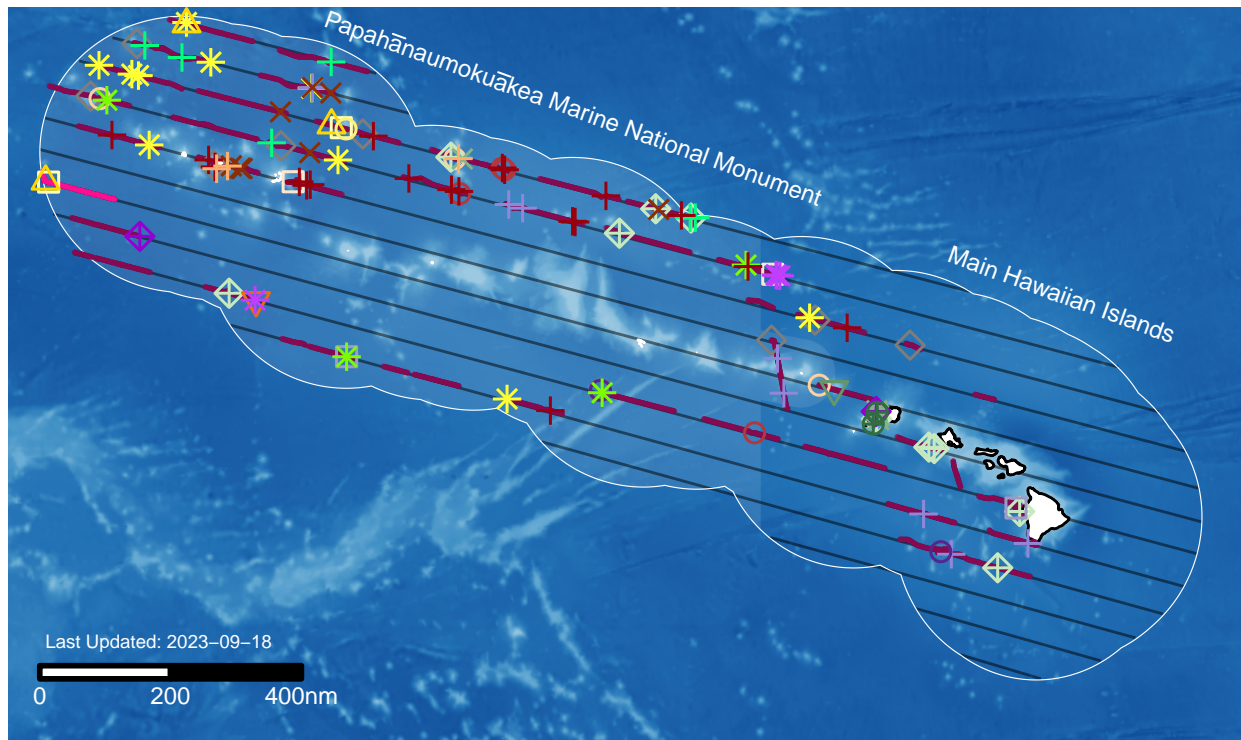 Papahānaumokuākea Marine National Monument
Main Hawaiian Islands
Last Updated: 2023−09−18
0 200 400nm